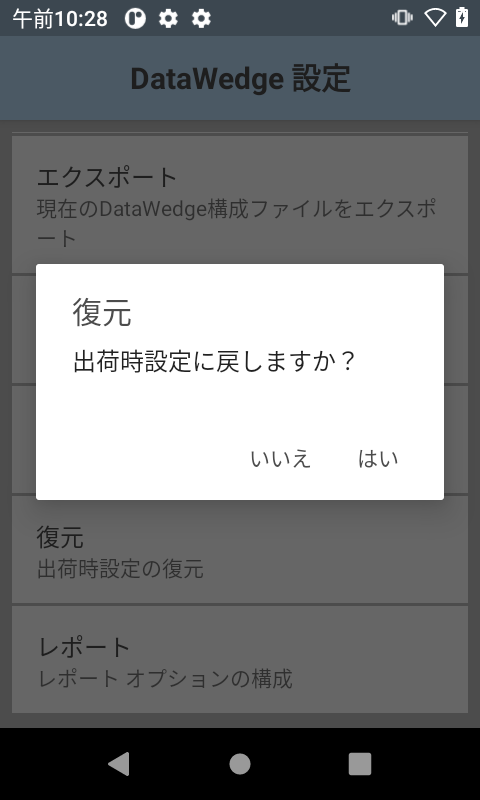 午前10:28
DataWedge 設定
エクスポート
現在のDataWedge構成ファイルをエクスポ
ート
復元
出荷時設定に戻しますか？
いいえ はい
復元
出荷時設定の復元
レポート
レポート オプションの構成